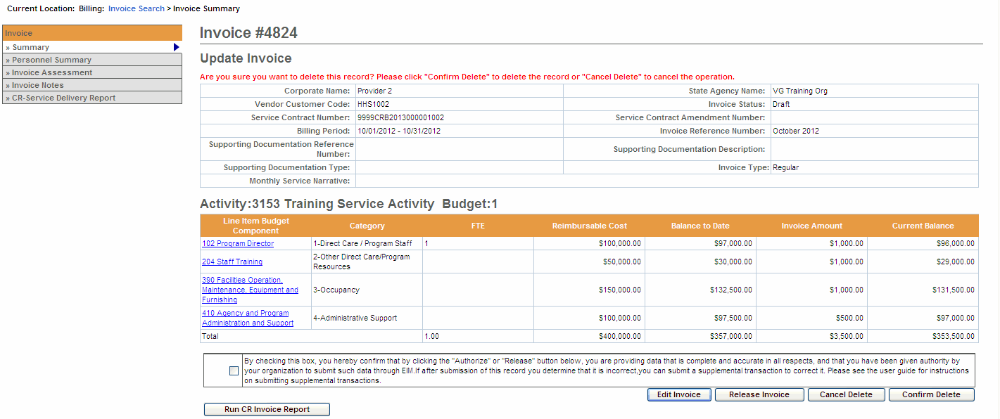 Current Location: Billing: Invoice Search > Invoice Summary
Invoice
» Summary
» Personnel Summary
» Invoice Assessment
» Invoice Notes
» CR-Service Delivery Report
Invoice #4824
Update Invoice
Are you sure you want to delete this record? Please click "Confirm Delete" to delete the record or "Cancel Delete" to cancel the operation.
Corporate Name: Provider 2 State Agency Name: VG Training Org
Vendor Customer Code: HHS1002 Invoice Status: Draft
Service Contract Number: 9999CRB2013000001002 Service Contract Amendment Number:
Billing Period: 10/01/2012 - 10/31/2012 Invoice Reference Number: October 2012
Supporting Documentation Reference
Number:
Supporting Documentation Description:
Supporting Documentation Type: Invoice Type: Regular
Monthly Service Narrative:
Activity:3153 Training Service Activity Budget:1
Line Item Budget
Component
Category FTE Reimbursable Cost Balance to Date Invoice Amount Current Balance
102 Program Director 1-Direct Care / Program Staff 1 $100,000.00 $97,000.00 $1,000.00 $96,000.00
204 Staff Training
2-Other Direct Care/Program
Resources
$50,000.00 $30,000.00 $1,000.00 $29,000.00
390 Facilities Operation,
Maintenance, Equipment and
Furnishing
3-Occupancy $150,000.00 $132,500.00 $1,000.00 $131,500.00
410 Agency and Program
Administration and Support
4-Administrative Support $100,000.00 $97,500.00 $500.00 $97,000.00
Total 1.00 $400,000.00 $357,000.00 $3,500.00 $353,500.00
By checking this box, you hereby confirm that by clicking the "Authorize" or "Release" button below, you are providing data that is complete and accurate in all respects, and that you have been given authority by
your organization to submit such data through EIM.If after submission of this record you determine that it is incorrect,you can submit a supplemental transaction to correct it. Please see the user guide for instructions
on submitting supplemental transactions.
Edit Invoice Release Invoice Cancel Delete Confirm Delete
Run CR Invoice Report